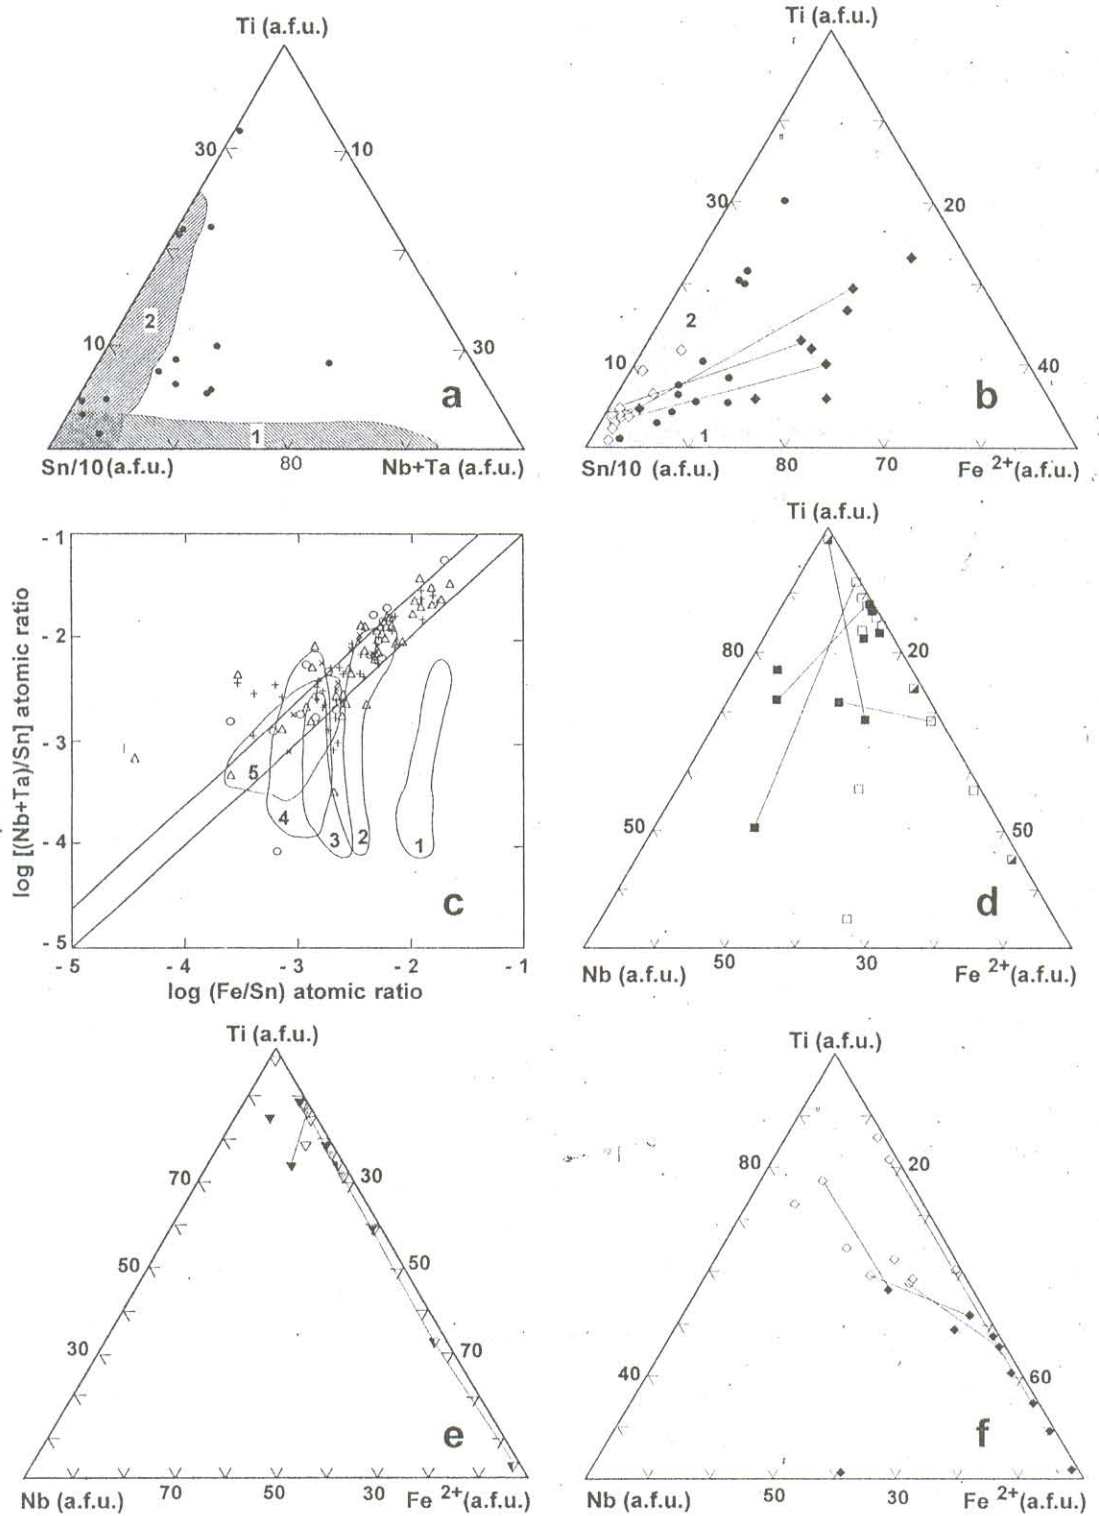 Ti (a.f.u.)
30
10
2
10
30
1
a
Sn/10 (a.f.u.)
80
Nb+Ta (a.f.u.)
Ti (a.f.u.)
30
20
2
10
40
1
b
Sn/10 (a.f.u.)
80
70
Fe 2+(a.f.u.)
log [(Nb+Ta)/Sn] atomic ratio
- 1
- 2
- 3
- 4
- 5
5
4
3
2
1
c
- 5
- 4
- 3
- 2
- 1
log (Fe/Sn) atomic ratio
Ti (a.f.u.)
80
20
50
50
d
Nb (a.f.u.)
50
30
Fe 2+(a.f.u.)
Ti (a.f.u.)
70
30
50
50
30
70
e
Nb (a.f.u.)
70
50
30
Fe 2+(a.f.u.)
Ti (a.f.u.)
80
20
40
60
f
Nb (a.f.u.)
50
30
Fe 2+(a.f.u.)